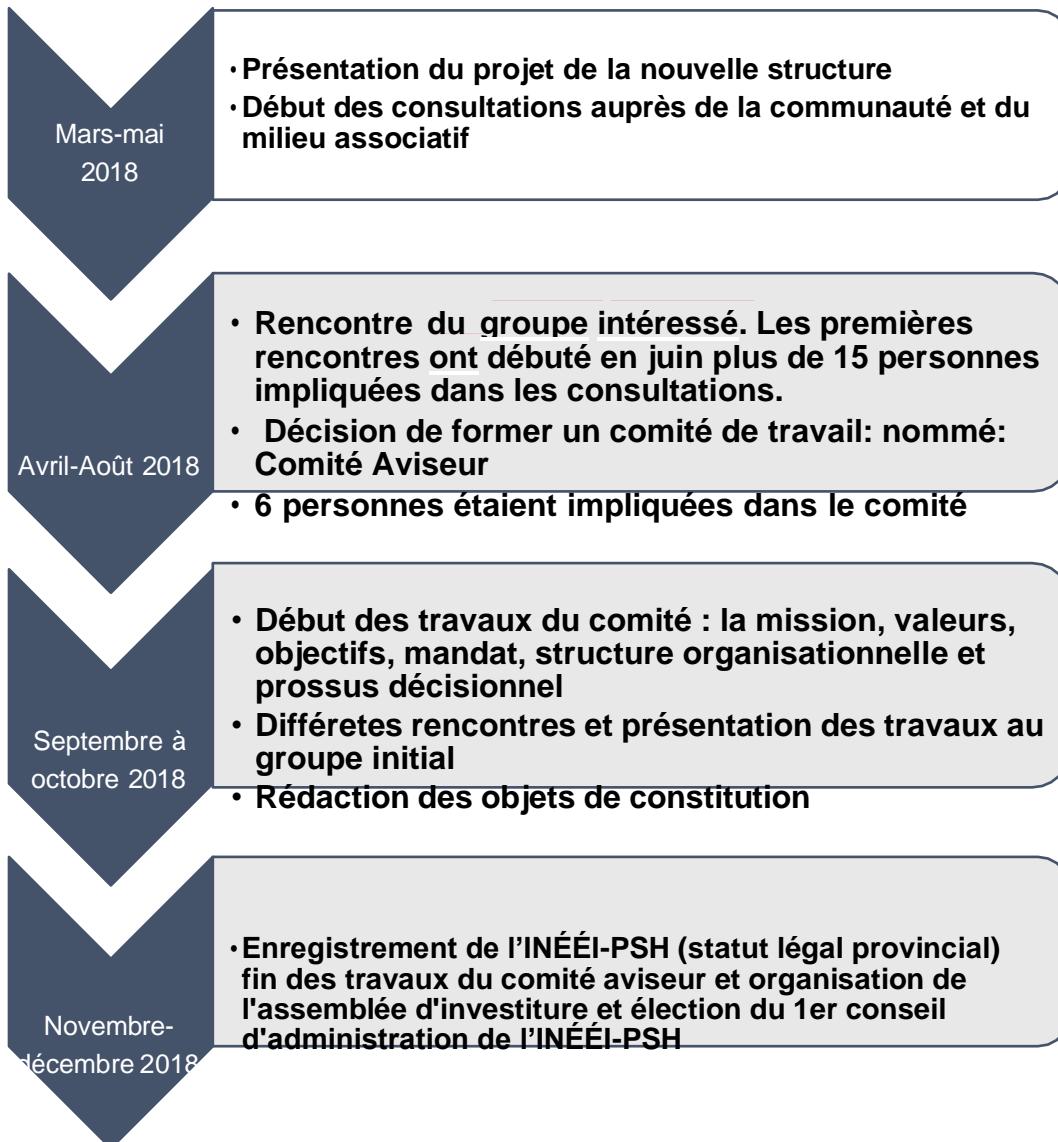 Mars-mai
2018
·Présentation du projet de la nouvelle structure
·Début des consultations auprès de la communauté et du
milieu associatif
Avril-Août 2018
• Rencontre du groupe intéressé. Les premières
rencontres ont débuté en juin plus de 15 personnes
impliquées dans les consultations.
• Décision de former un comité de travail: nommé:
Comité Aviseur
• 6 personnes étaient impliquées dans le comité
Septembre à
octobre 2018
• Début des travaux du comité : la mission, valeurs,
objectifs, mandat, structure organisationnelle et
prossus décisionnel
• Différetes rencontres et présentation des travaux au
groupe initial
• Rédaction des objets de constitution
Novembre-
décembre 2018
·Enregistrement de l’INÉÉI-PSH (statut légal provincial)
fin des travaux du comité aviseur et organisation de
l'assemblée d'investiture et élection du 1er conseil
d'administration de l’INÉÉI-PSH